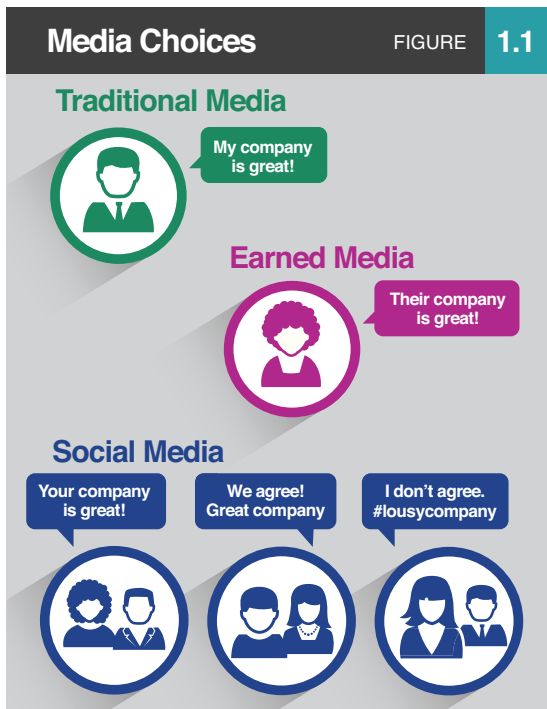 Media Choices
FIGURE 1.1
Traditional Media
My company
is great!
Earned Media
Their company
is great!
Social Media
Your company
is great!
We agree!
Great company
I don’t agree.
#lousycompany